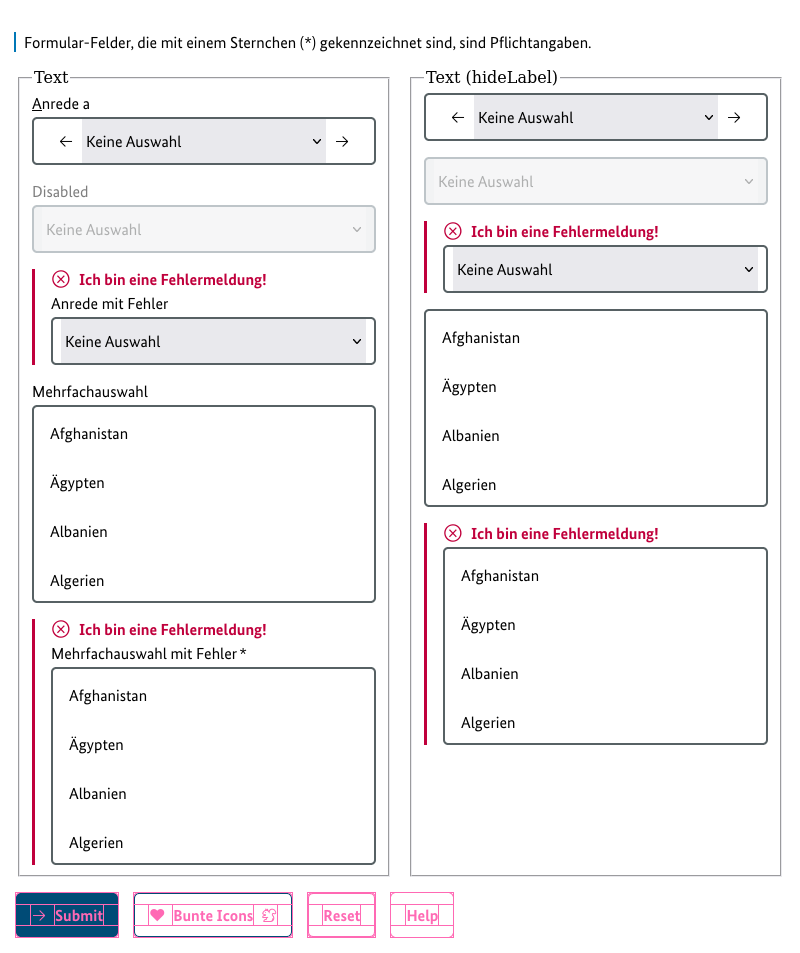 Formular-Felder, die mit einem Sternchen (*) gekennzeichnet sind, sind Pflichtangaben.
Text
Anrede a
← Keine Auswahl →
Disabled
Keine Auswahl
Ich bin eine Fehlermeldung!
Anrede mit Fehler
Keine Auswahl
Mehrfachauswahl
Afghanistan
Ägypten
Albanien
Algerien
Ich bin eine Fehlermeldung!
Mehrfachauswahl mit Fehler *
Afghanistan
Ägypten
Albanien
Algerien
Text (hideLabel)
← Keine Auswahl →
Keine Auswahl
Ich bin eine Fehlermeldung!
Keine Auswahl
Afghanistan
Ägypten
Albanien
Algerien
Ich bin eine Fehlermeldung!
Afghanistan
Ägypten
Albanien
Algerien
→ Submit
Bunte Icons
Reset
Help